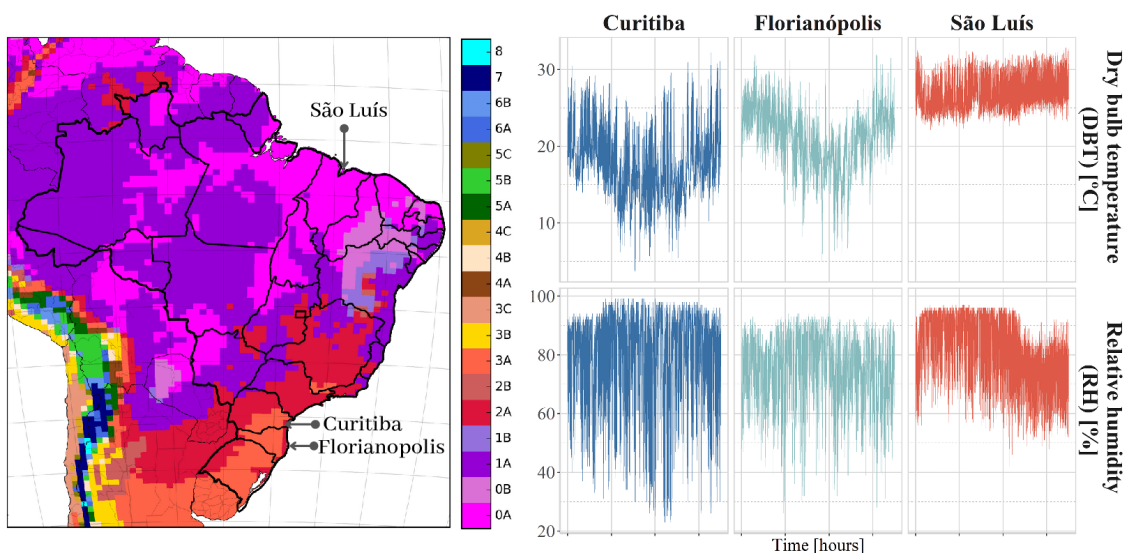 São Luís
Curitiba
Florianopolis
8
7
6B
6A
5C
5B
5A
4C
4B
4A
3C
3B
3A
2B
2A
1B
1A
0B
0A
Curitiba
Florianópolis
São Luís
30
20
10
Dry bulb temperature
(DBT) [ºC]
100
80
60
40
20
Relative humidity
(RH) [%]
Time [hours]